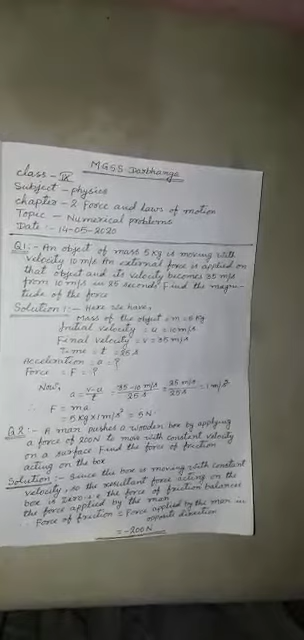 MGSS Darbhanga
class - IX
Subject - physics
chapter - 2 Force and laws of motion
Topic - Numerical problems
Date :- 14-05-2020
Q1:- An object of mass 5 kg is moving with
velocity 10 m/s. An external force is applied on
that object and its velocity becomes 35 m/s
from 10 m/s in 25 second. Find the magni-
tude of the force
Solution 1:- Here we have,
Mass of the object = m = 5 kg
Initial velocity = u = 10 m/s
Final velocity = v = 35 m/s
Time = t = 25 s
Acceleration = a = ?
Force = F = ?
Now, a = v-u/t = 35-10 m/s/25 s = 25 m/s/25 s = 1 m/s²
∴ F = ma
= 5 kg × 1 m/s² = 5 N.
Q2:- A man pushes a wooden box by applying
a force of 200N to move with constant velocity
on a surface Find the force of friction
acting on the box
Solution:- Since the box is moving with constant
velocity, so the resultant force acting on the
box is zero i.e the force of friction balances
the force applied by the man
∴ Force of friction = Force applied by the man in
opposite direction
= -200 N